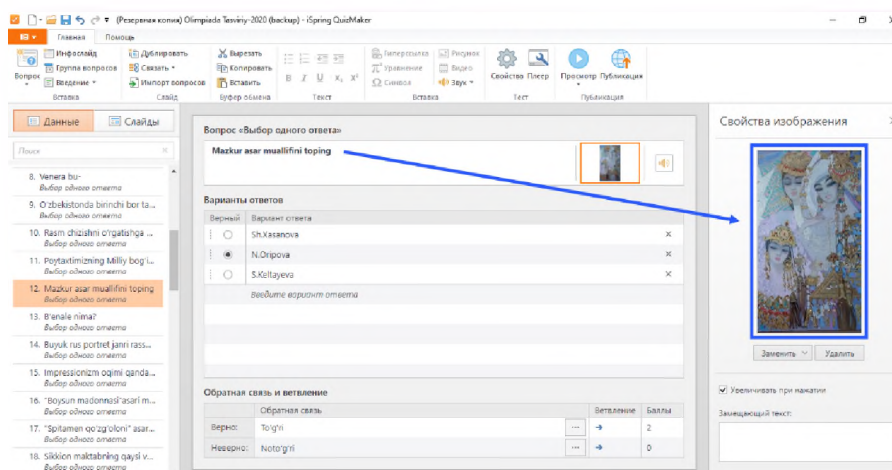 (Резервная копия) Olimpiada Tasviriy-2020 (backup) - iSpring QuizMaker
Главная Помощь
Вопрос
Инфослайд
Группа вопросов
Введение
Вставка
Дублировать
Связать
Импорт вопросов
Слайд
Вырезать
Копировать
Вставить
Буфер обмена
B I U X₂ X²
Текст
Гиперссылка
Уравнение
Символ
Рисунок
Видео
Звук
Вставка
Свойства Плеер
Тест
Просмотр Публикация
Публикация
Данные Слайды
Поиск
8. Venera bu-
Выбор одного ответа
9. O'zbekistonda birinchi bor ta...
Выбор одного ответа
10. Rasm chizishni o'rgatishga ...
Выбор одного ответа
11. Poytaxtimizning Milliy bog'i...
Выбор одного ответа
12. Mazkur asar muallifini toping
Выбор одного ответа
13. B'enale nima?
Выбор одного ответа
14. Buyuk rus portret janri rass...
Выбор одного ответа
15. Impressionizm oqimi qanda...
Выбор одного ответа
16. "Boysun madonnasi"asari m...
Выбор одного ответа
17. "Spitamen qo'zg'oloni" asar...
Выбор одного ответа
18. Sikkion maktabning qaysi v...
Выбор одного ответа
Вопрос «Выбор одного ответа»
Mazkur asar muallifini toping
Варианты ответов
Верный Вариант ответа
Sh.Xasanova
N.Oripova
S.Keltayeva
Введите вариант ответа
Обратная связь и ветвление
Обратная связь Ветвление Баллы
Верно: To'g'ri ... 2
Неверно: Noto'g'ri ... 0
Свойства изображения
Заменить Удалить
Увеличивать при нажатии
Замещающий текст: